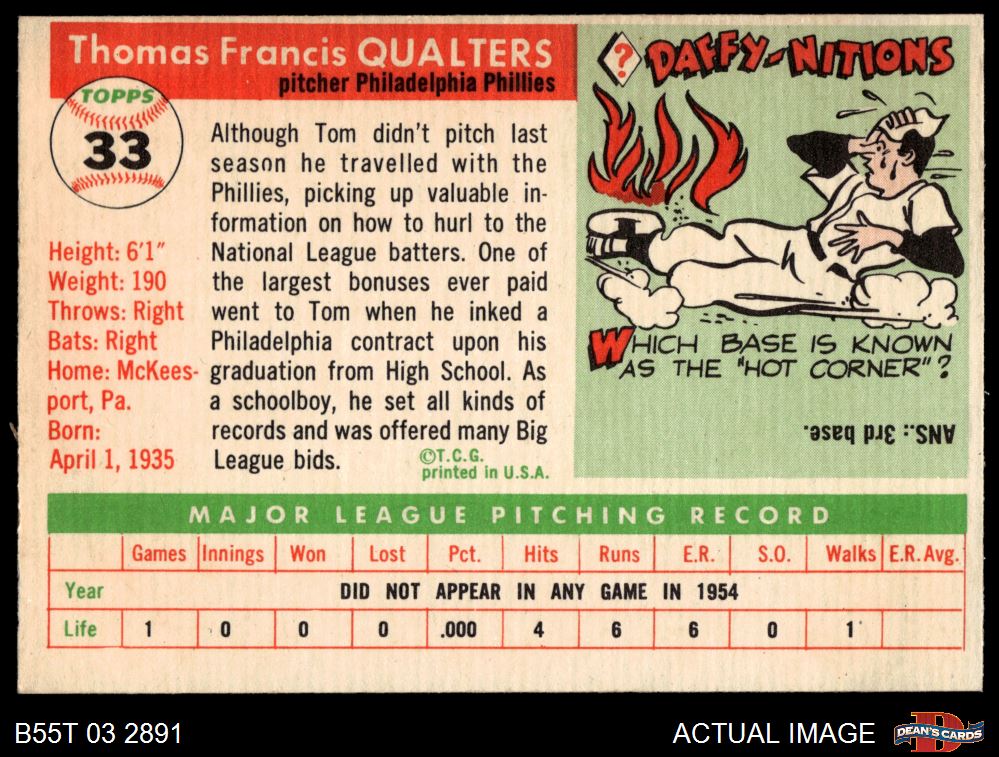 Thomas Francis QUALTERS
pitcher Philadelphia Phillies
TOPPS
33
Height: 6'1"
Weight: 190
Throws: Right
Bats: Right
Home: McKees-
port, Pa.
Born:
April 1, 1935
Although Tom didn't pitch last
season he travelled with the
Phillies, picking up valuable in-
formation on how to hurl to the
National League batters. One of
the largest bonuses ever paid
went to Tom when he inked a
Philadelphia contract upon his
graduation from High School. As
a schoolboy, he set all kinds of
records and was offered many Big
League bids.
©T.C.G.
printed in U.S.A.
? DAFFY-NITIONS
WHICH BASE IS KNOWN
AS THE "HOT CORNER"?
ANS.: 3rd base.
MAJOR LEAGUE PITCHING RECORD
Games Innings Won Lost Pct. Hits Runs E.R. S.O. Walks E.R.Avg.
Year DID NOT APPEAR IN ANY GAME IN 1954
Life 1 0 0 0 .000 4 6 6 0 1
B55T 03 2891
ACTUAL IMAGE
DEAN'S CARDS